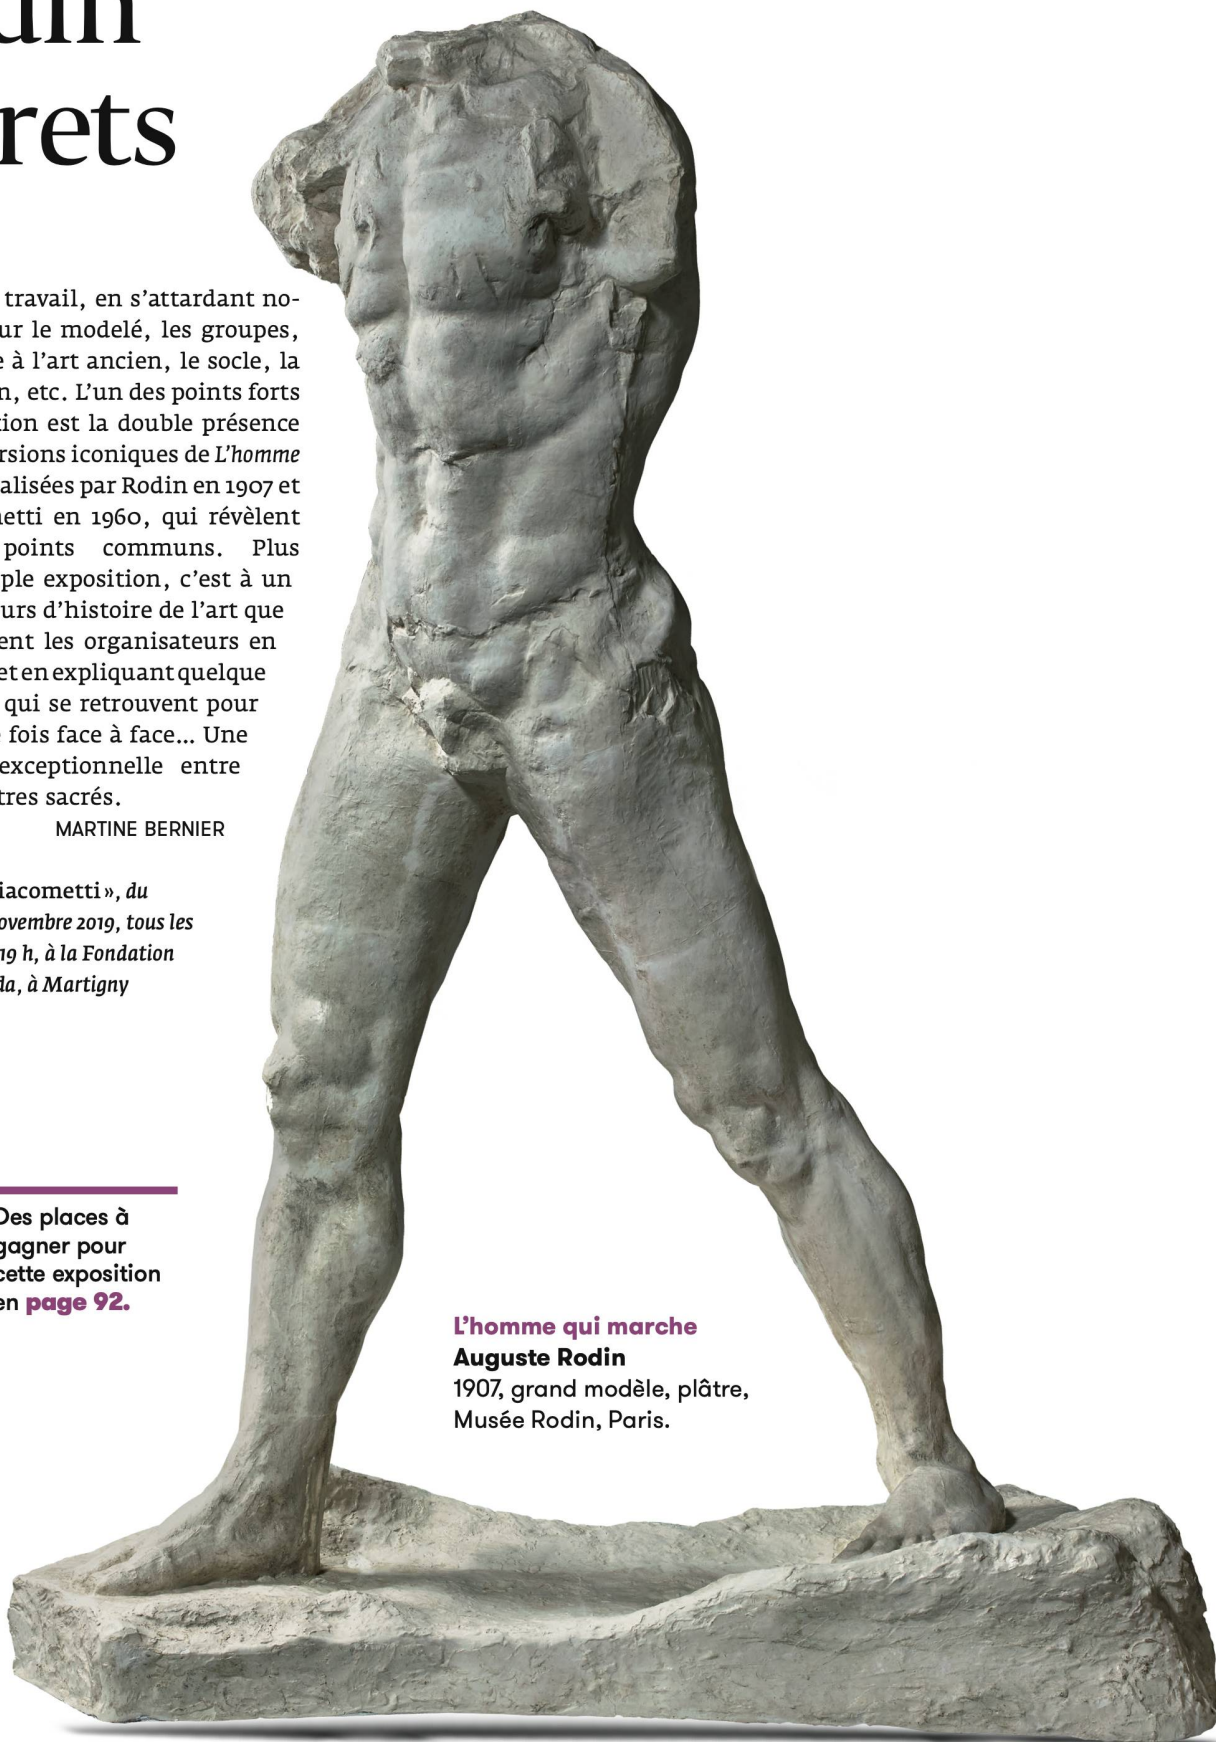 din
rets
travail, en s'attardant no-
ur le modelé, les groupes,
e à l'art ancien, le socle, la
n, etc. L'un des points forts
tion est la double présence
rsions iconiques de L'homme
alisées par Rodin en 1907 et
netti en 1960, qui révèlent
points communs. Plus
ple exposition, c'est à un
urs d'histoire de l'art que
ent les organisateurs en
et en expliquant quelque
qui se retrouvent pour
e fois face à face... Une
exceptionnelle entre
tres sacrés.
MARTINE BERNIER
iacometti», du
ovembre 2019, tous les
19 h, à la Fondation
da, à Martigny
Des places à
gagner pour
cette exposition
en page 92.
L'homme qui marche
Auguste Rodin
1907, grand modèle, plâtre,
Musée Rodin, Paris.